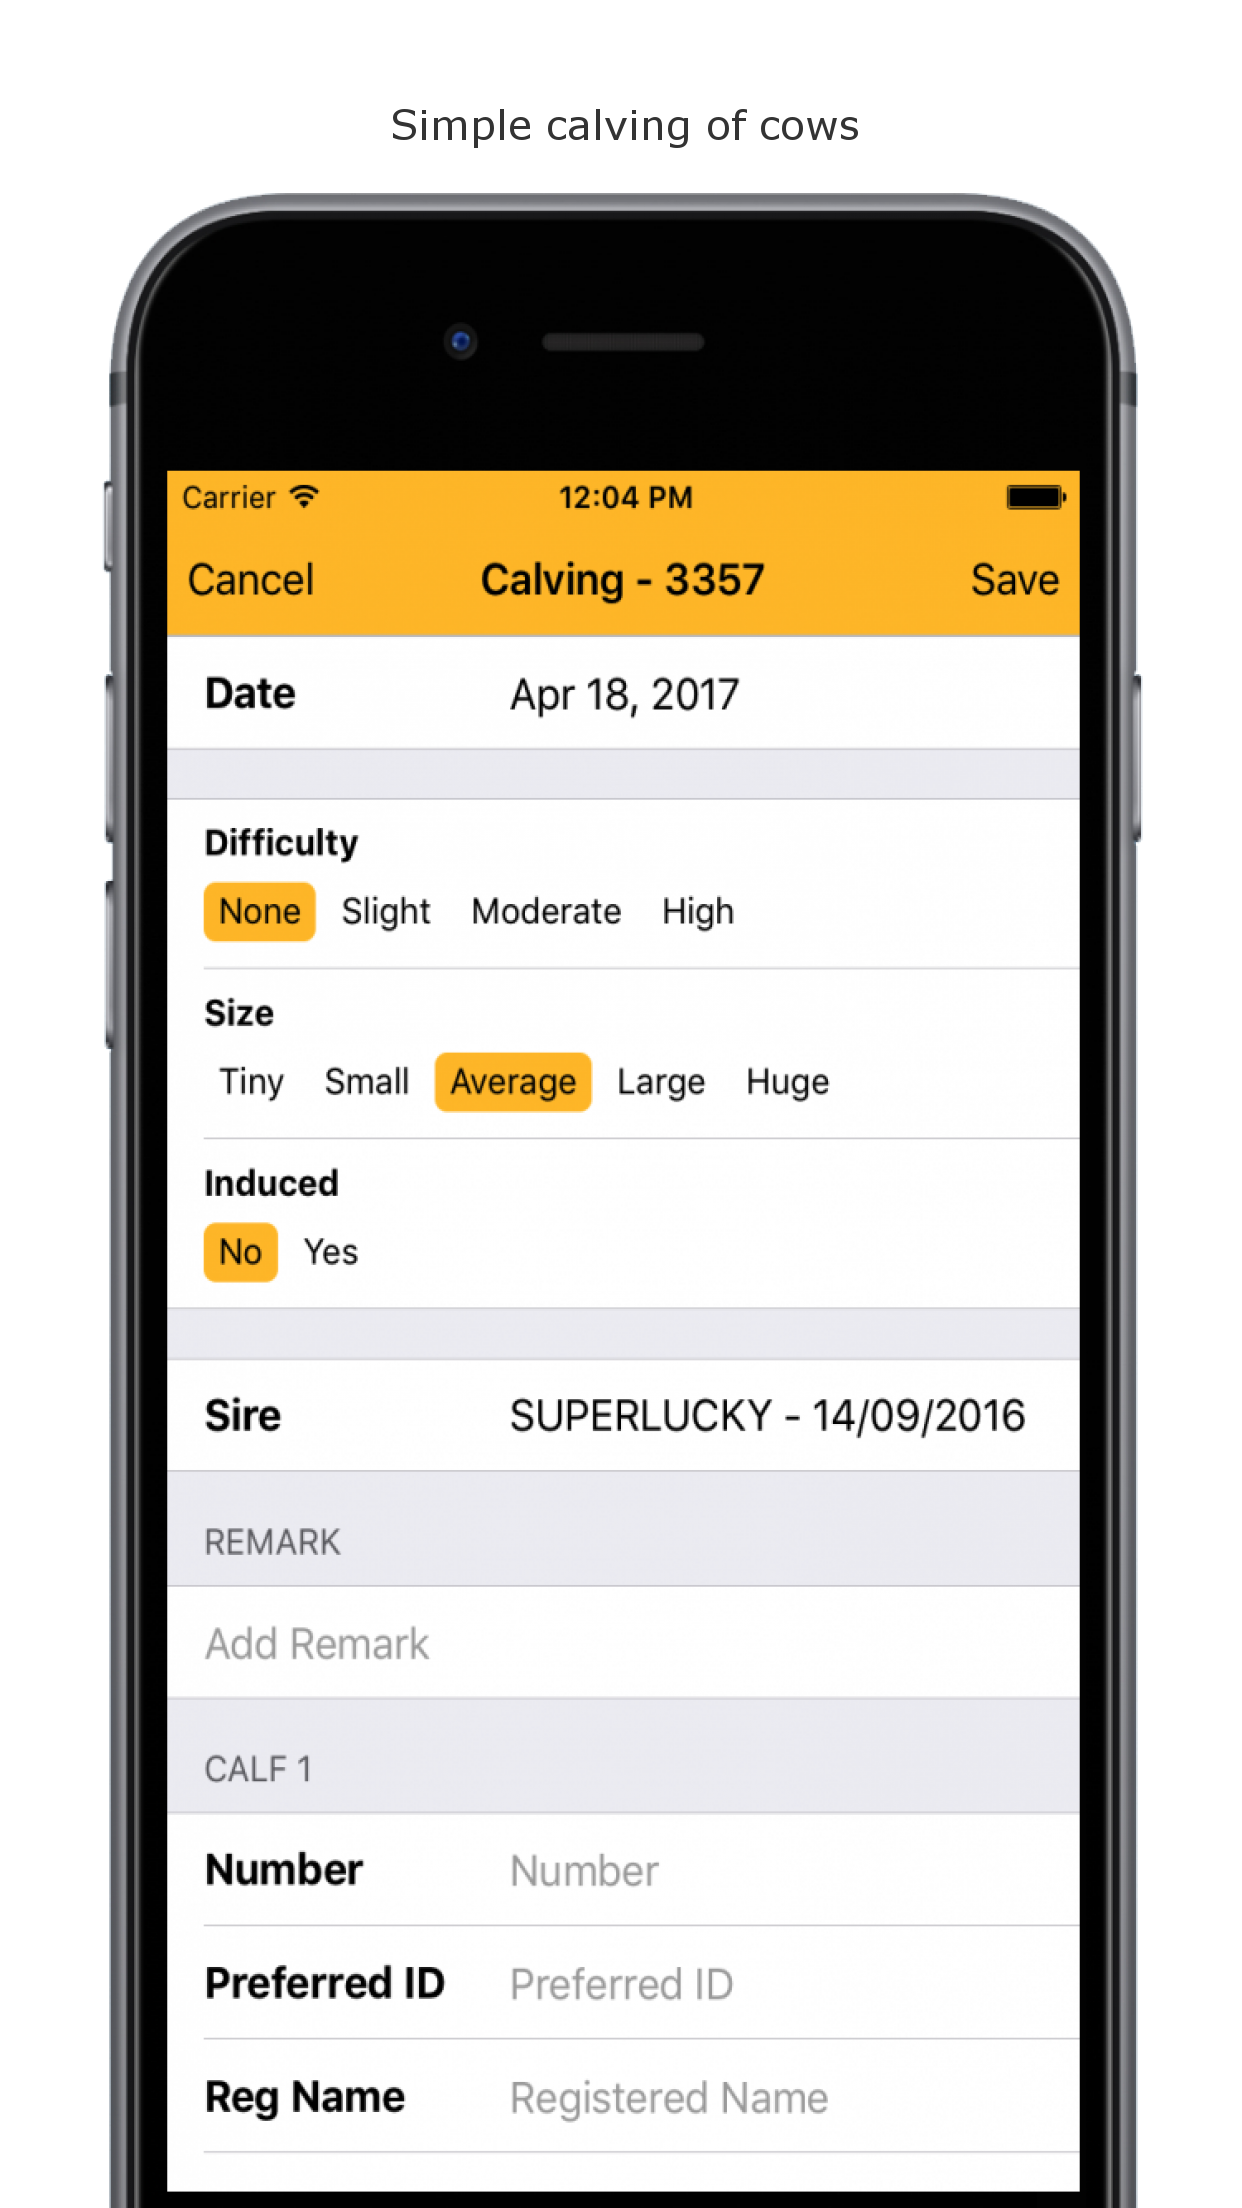 Simple calving of cows
Carrier 12:04 PM
Cancel Calving - 3357 Save
Date Apr 18, 2017
Difficulty
None Slight Moderate High
Size
Tiny Small Average Large Huge
Induced
No Yes
Sire SUPERLUCKY - 14/09/2016
REMARK
Add Remark
CALF 1
Number Number
Preferred ID Preferred ID
Reg Name Registered Name